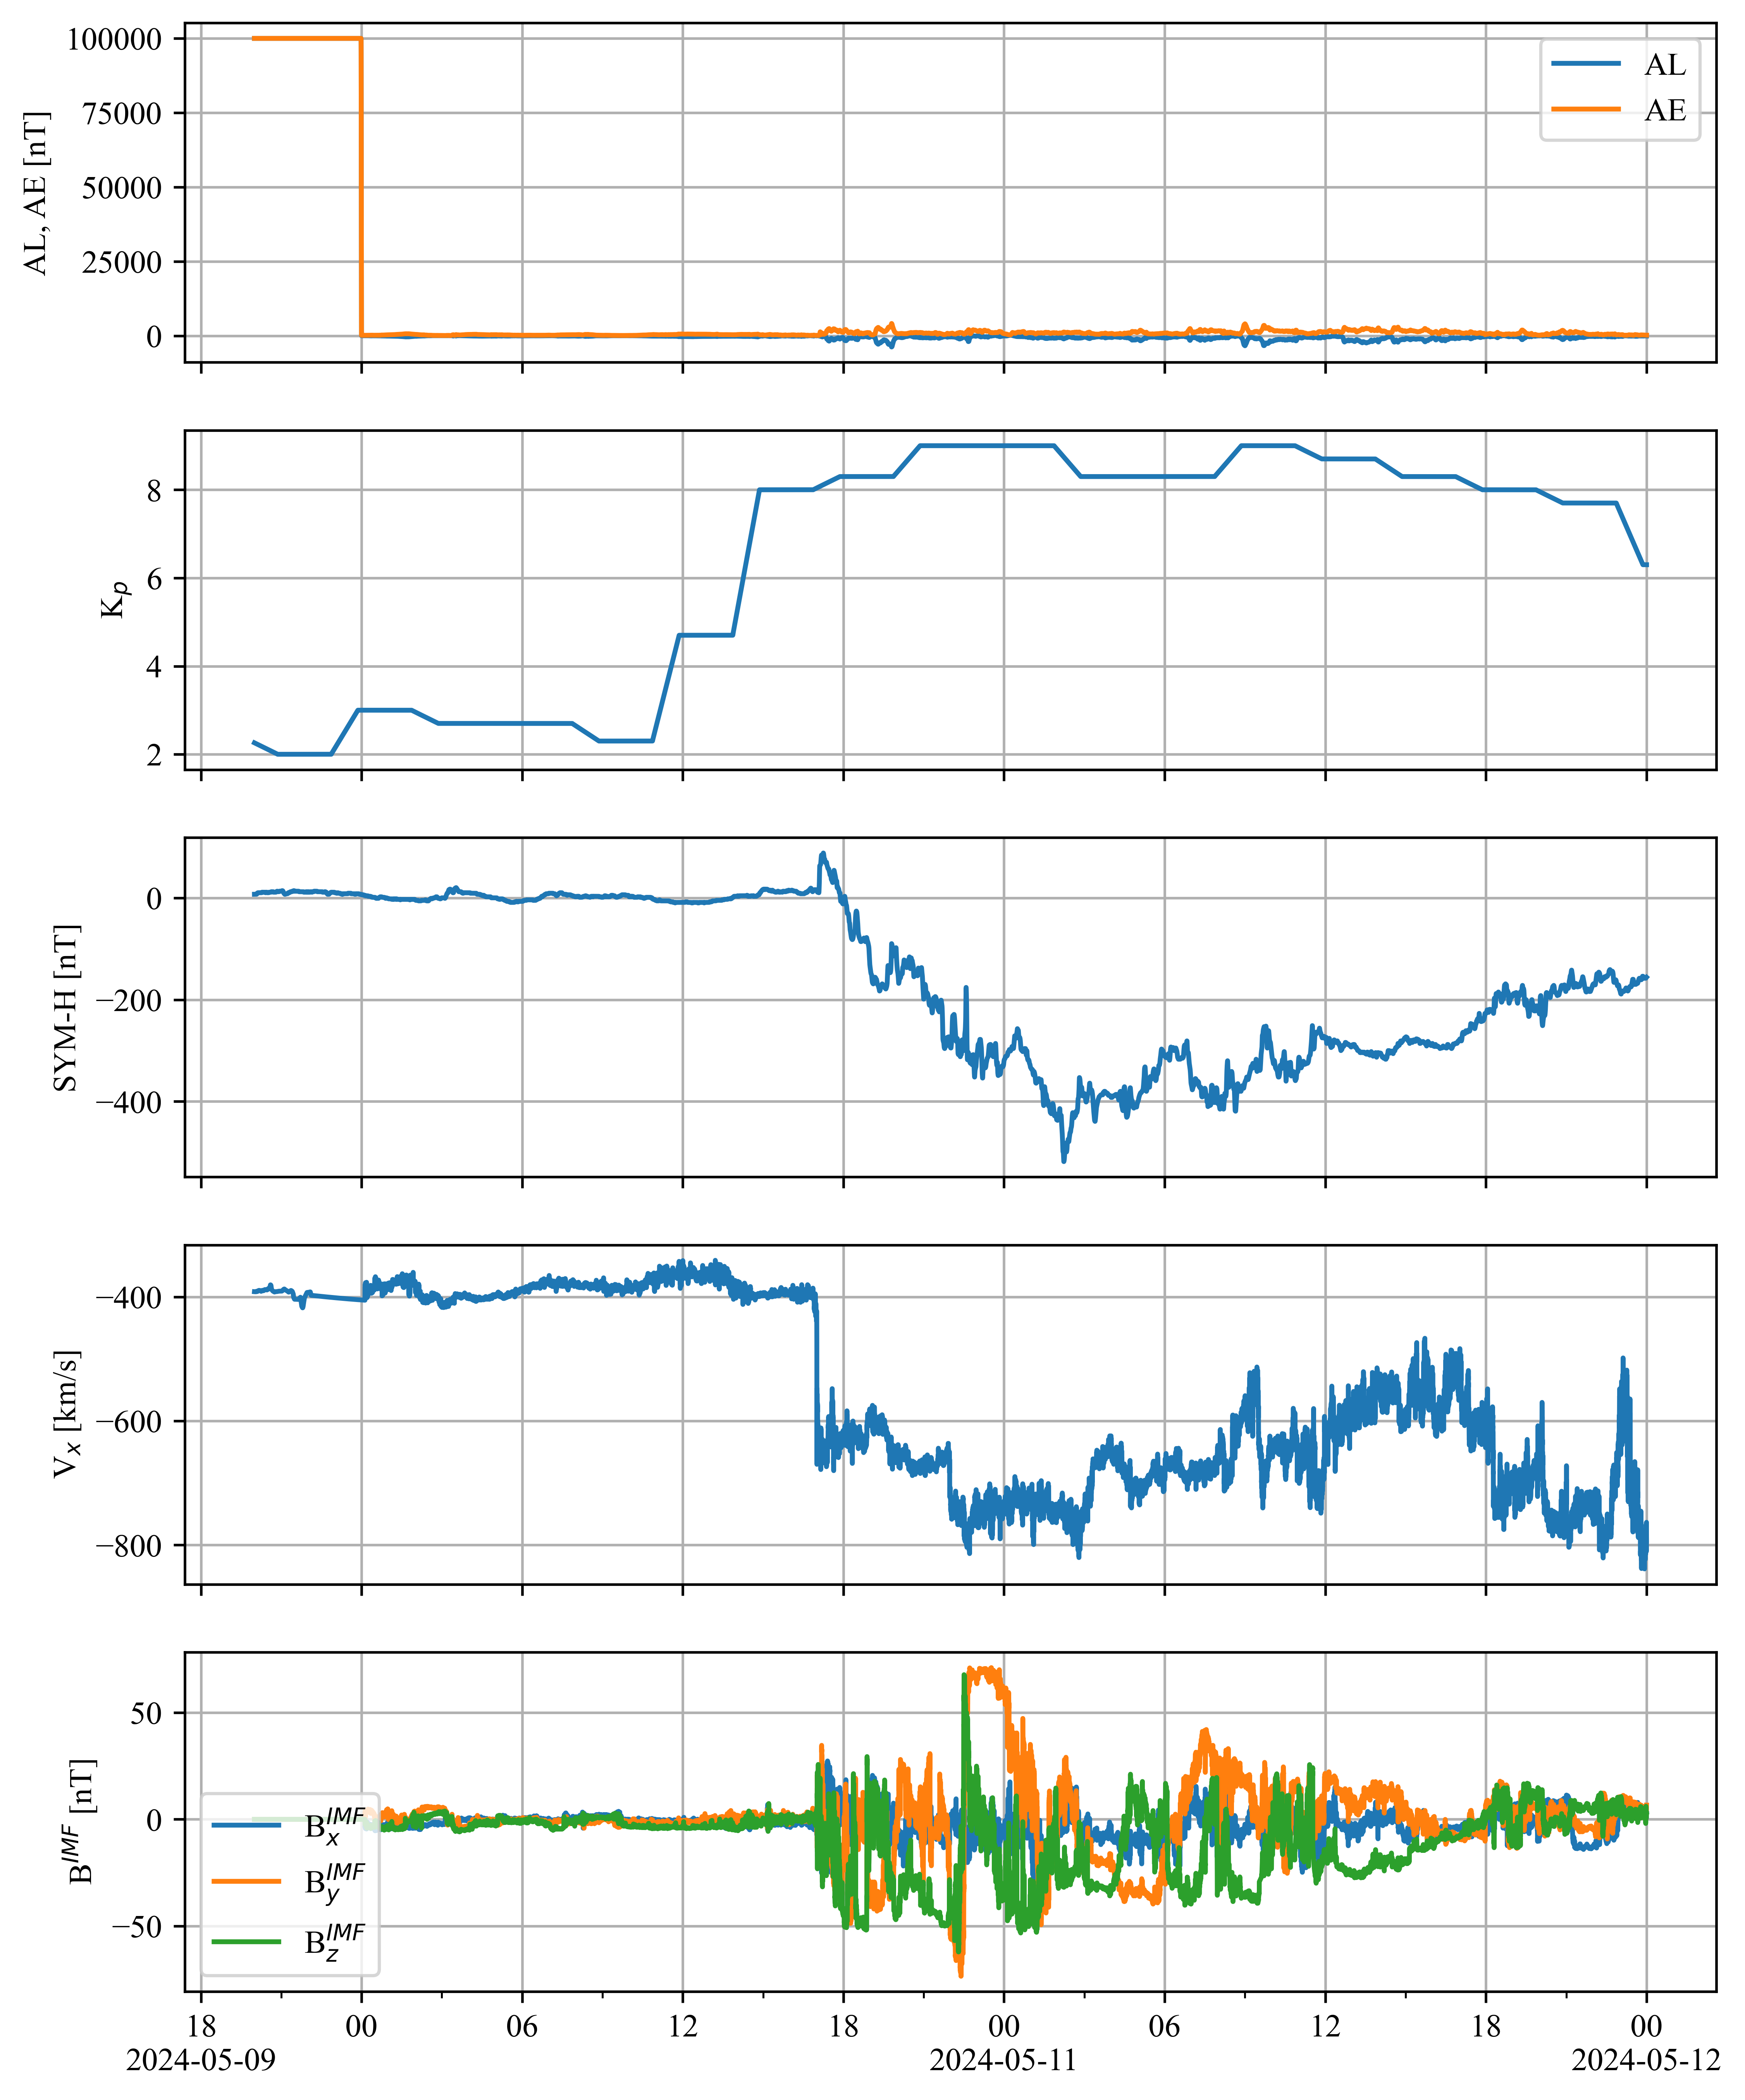 100000
75000
50000
25000
0
AL, AE [nT]
AL
AE
8
6
4
2
K_p
0
−200
−400
SYM-H [nT]
−400
−600
−800
V_x [km/s]
50
0
−50
B^{IMF} [nT]
B_x^{IMF}
B_y^{IMF}
B_z^{IMF}
18 00 06 12 18 00 06 12 18 00
2024-05-09 2024-05-11 2024-05-12